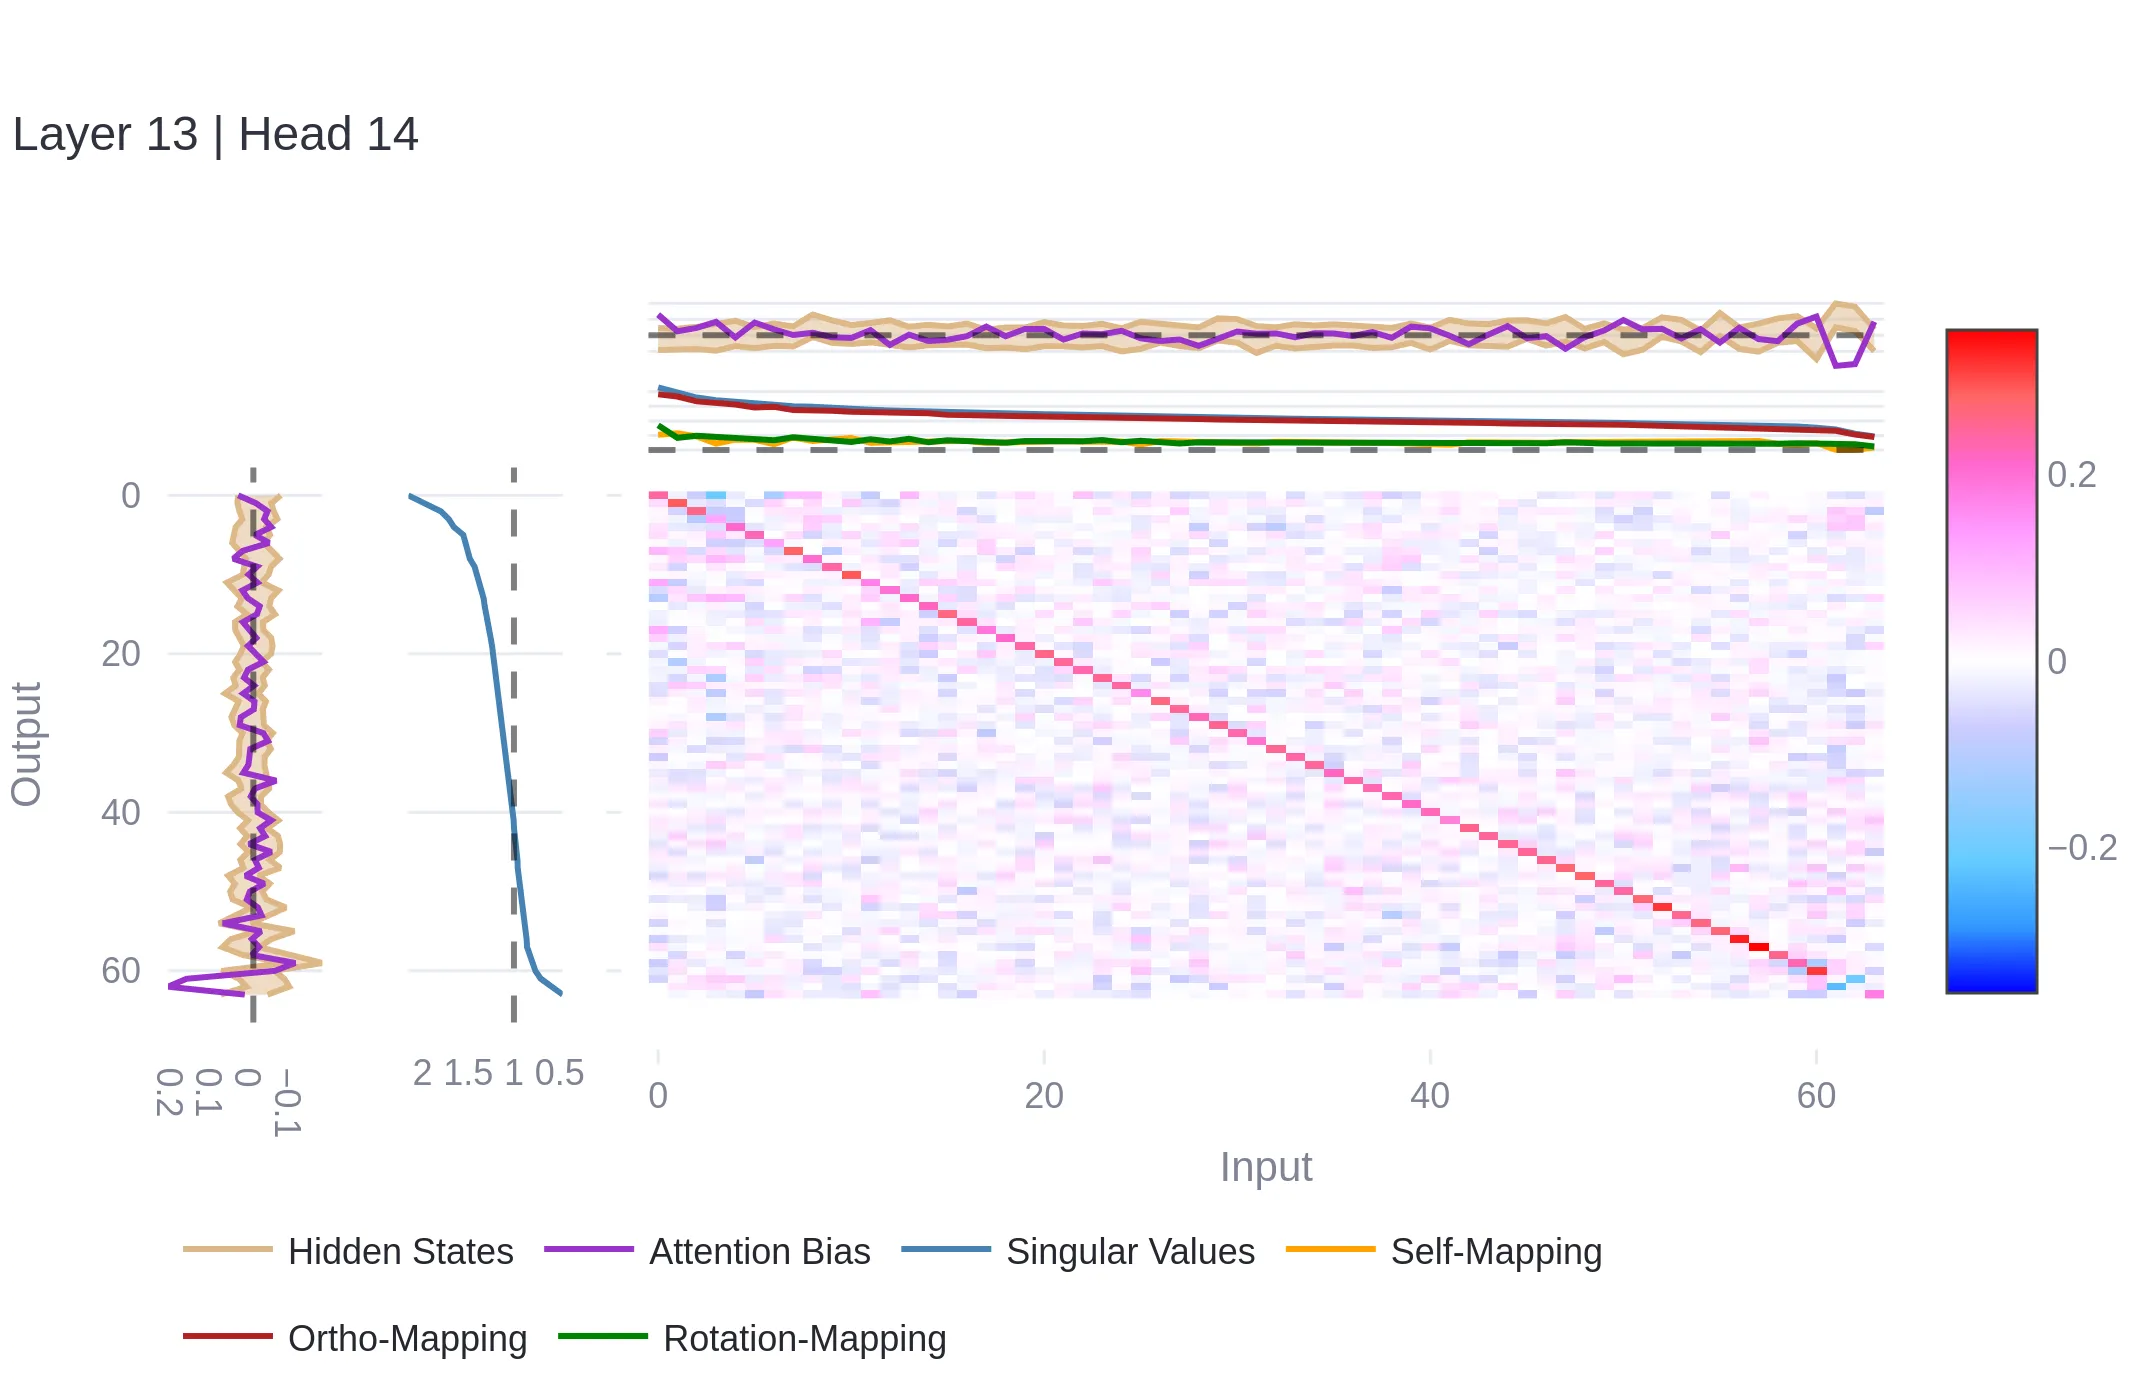 Layer 13 | Head 14
0.2
0
−0.2
0
20
40
60
Output
0.2
0.1
0
−0.1
2 1.5 1 0.5
0 20 40 60
Input
Hidden States Attention Bias Singular Values Self-Mapping
Ortho-Mapping Rotation-Mapping